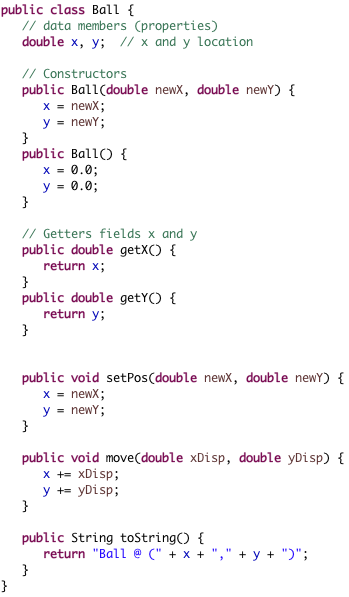 public class Ball {
   // data members (properties)
   double x, y;  // x and y location

   // Constructors
   public Ball(double newX, double newY) {
      x = newX;
      y = newY;
   }
   public Ball() {
      x = 0.0;
      y = 0.0;
   }

   // Getters fields x and y
   public double getX() {
      return x;
   }
   public double getY() {
      return y;
   }


   public void setPos(double newX, double newY) {
      x = newX;
      y = newY;
   }

   public void move(double xDisp, double yDisp) {
      x += xDisp;
      y += yDisp;
   }

   public String toString() {
      return "Ball @ (" + x + "," + y + ")";
   }
}